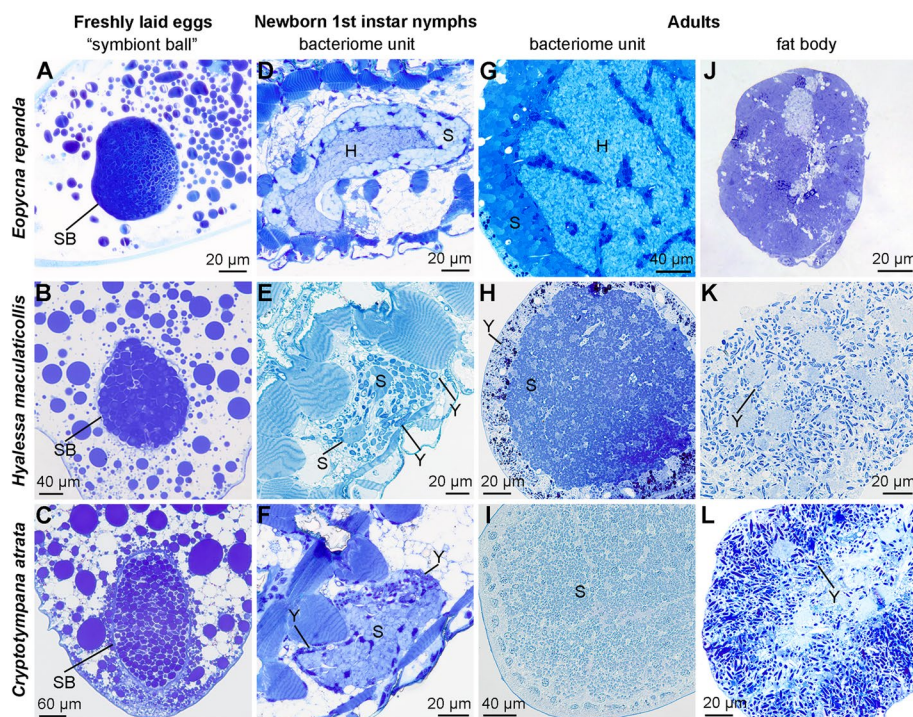 Freshly laid eggs Newborn 1st instar nymphs Adults
“symbiont ball” bacteriome unit bacteriome unit fat body
Eopycna repanda
A SB 20 µm
D H S 20 µm
G H S 40 µm
J 20 µm
Hyalessa maculaticollis
B SB 40 µm
E S Y S Y 20 µm
H Y S 20 µm
K Y 20 µm
Cryptotympana atrata
C SB 60 µm
F Y Y S 20 µm
I S 40 µm
L Y 20 µm